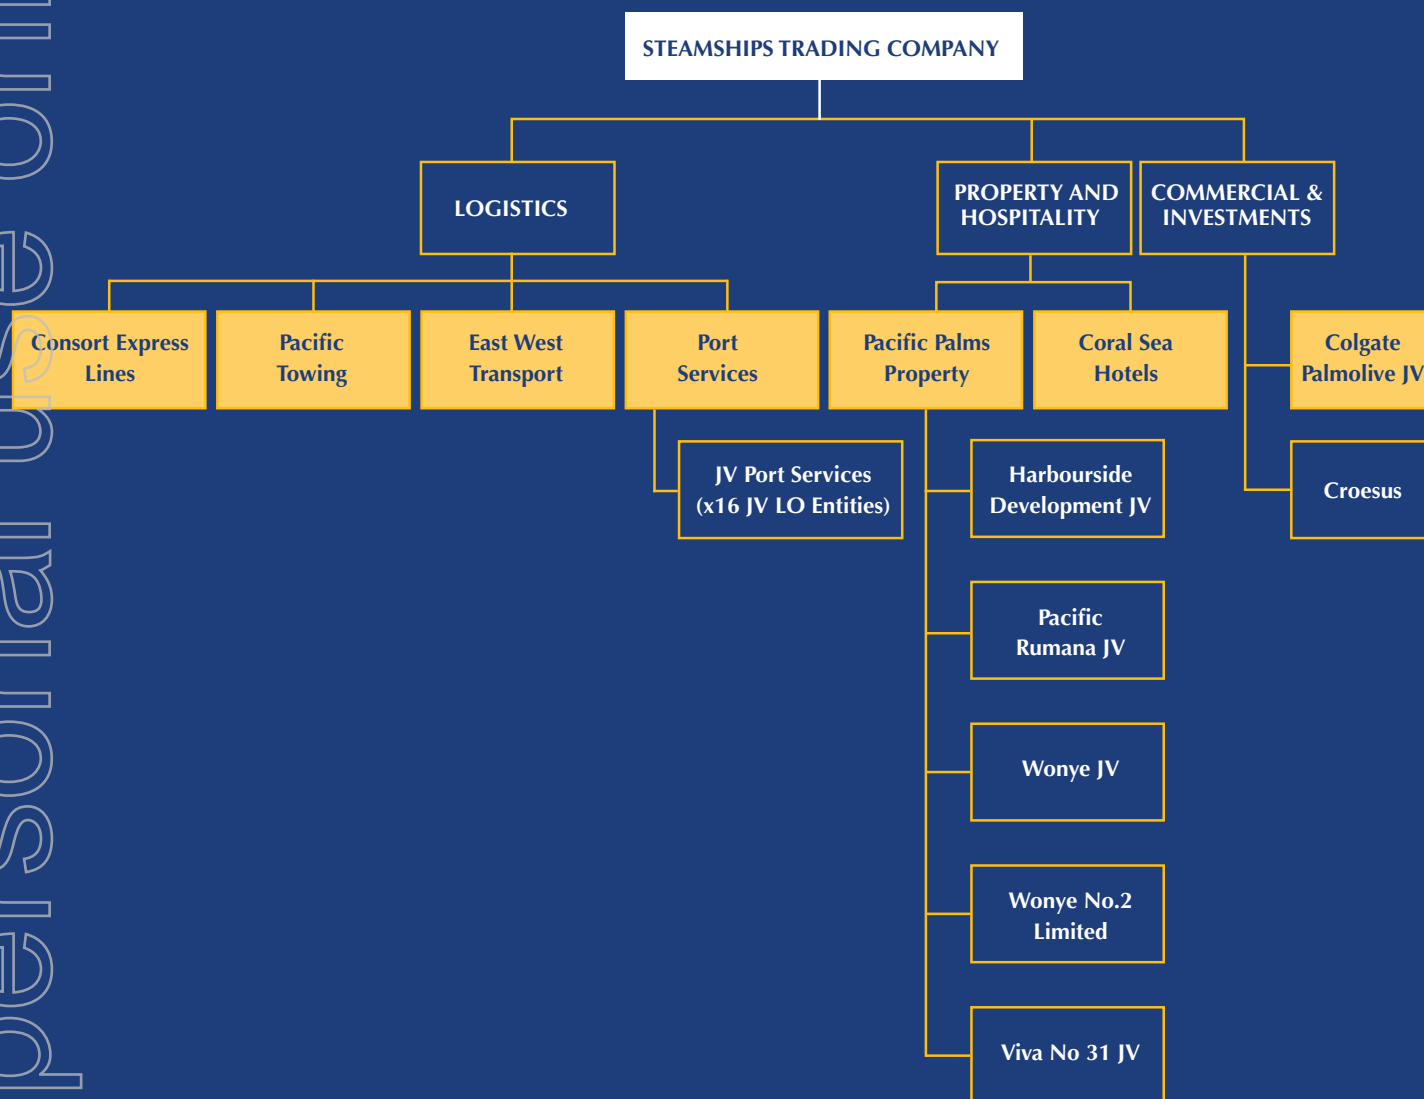 STEAMSHIPS TRADING COMPANY
LOGISTICS
PROPERTY AND
HOSPITALITY
COMMERCIAL &
INVESTMENTS
Consort Express
Lines
Pacific
Towing
East West
Transport
Port
Services
Pacific Palms
Property
Coral Sea
Hotels
Colgate
Palmolive JV
JV Port Services
(x16 JV LO Entities)
Harbourside
Development JV
Croesus
Pacific
Rumana JV
Wonye JV
Wonye No.2
Limited
Viva No 31 JV
personal use